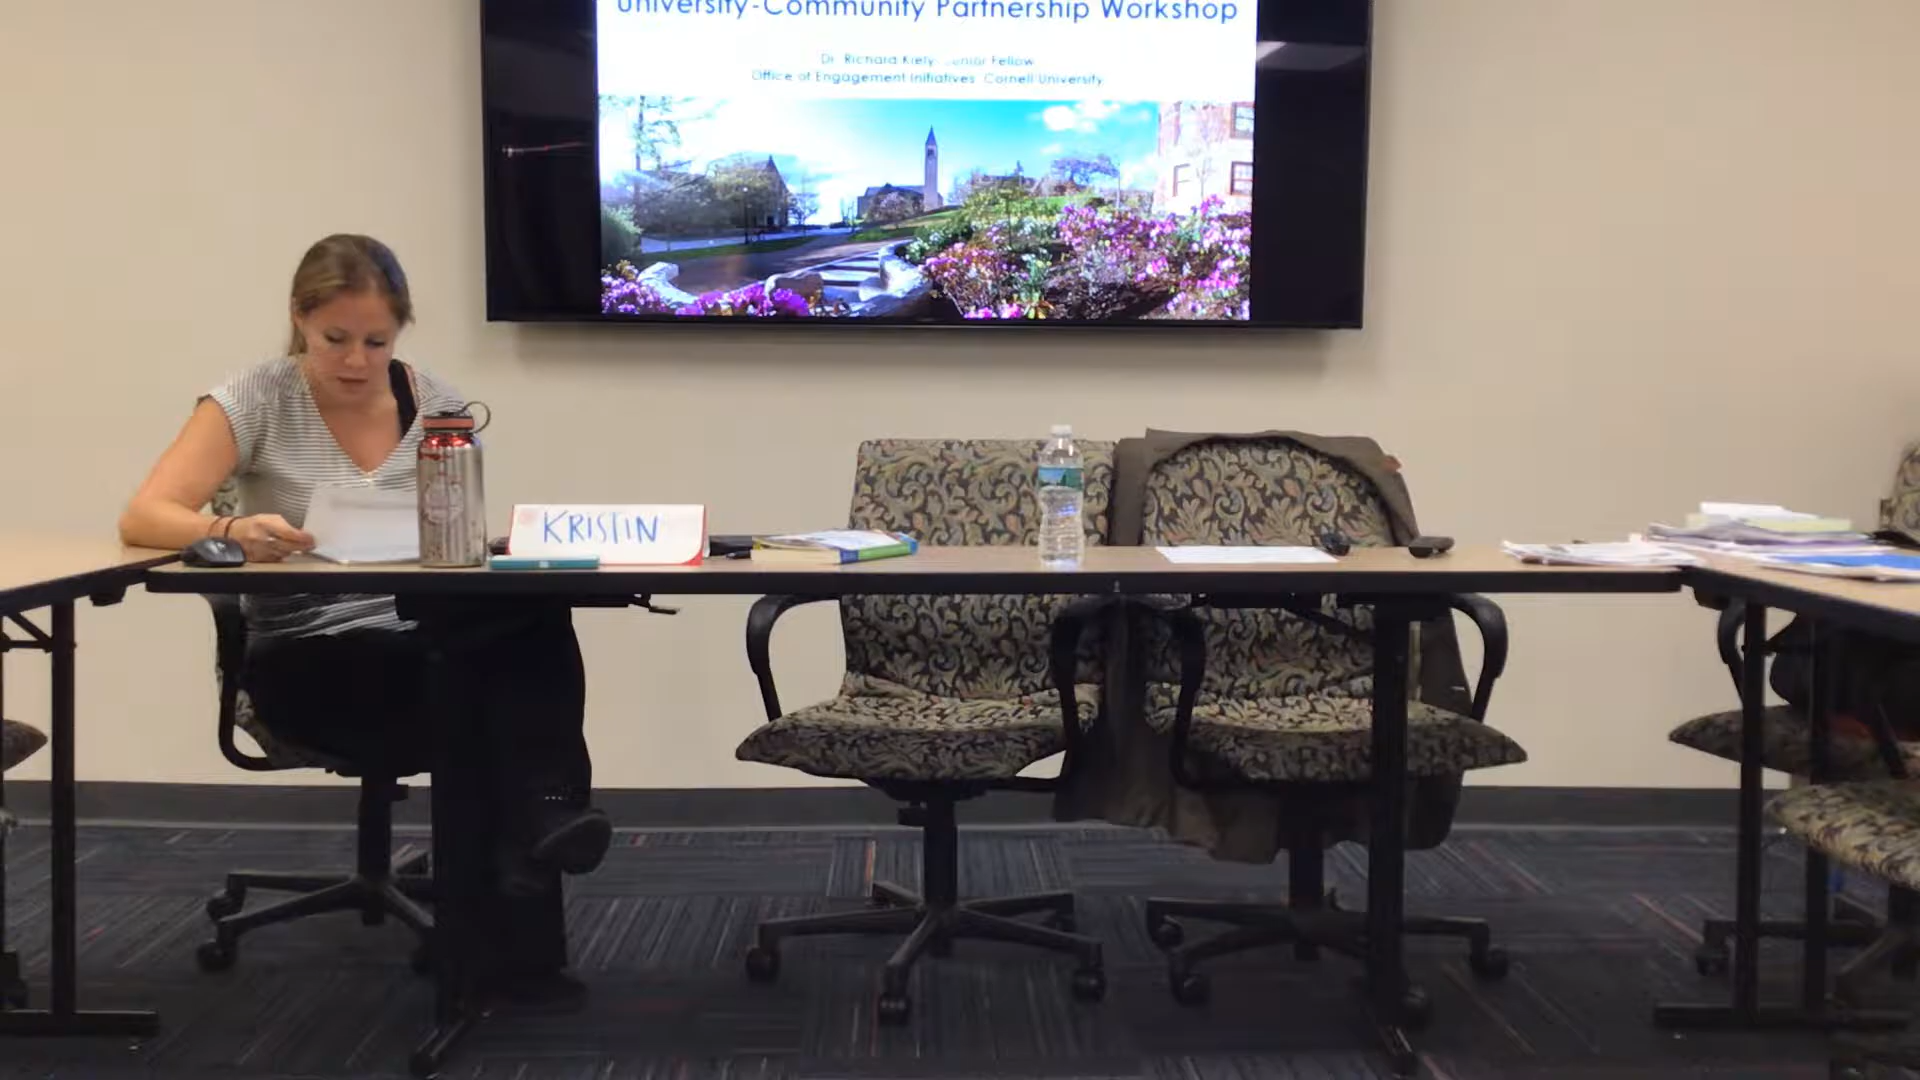 University-Community Partnership Workshop
Dr. Richard Kiely, Senior Fellow
Office of Engagement Initiatives, Cornell University
KRISTIN